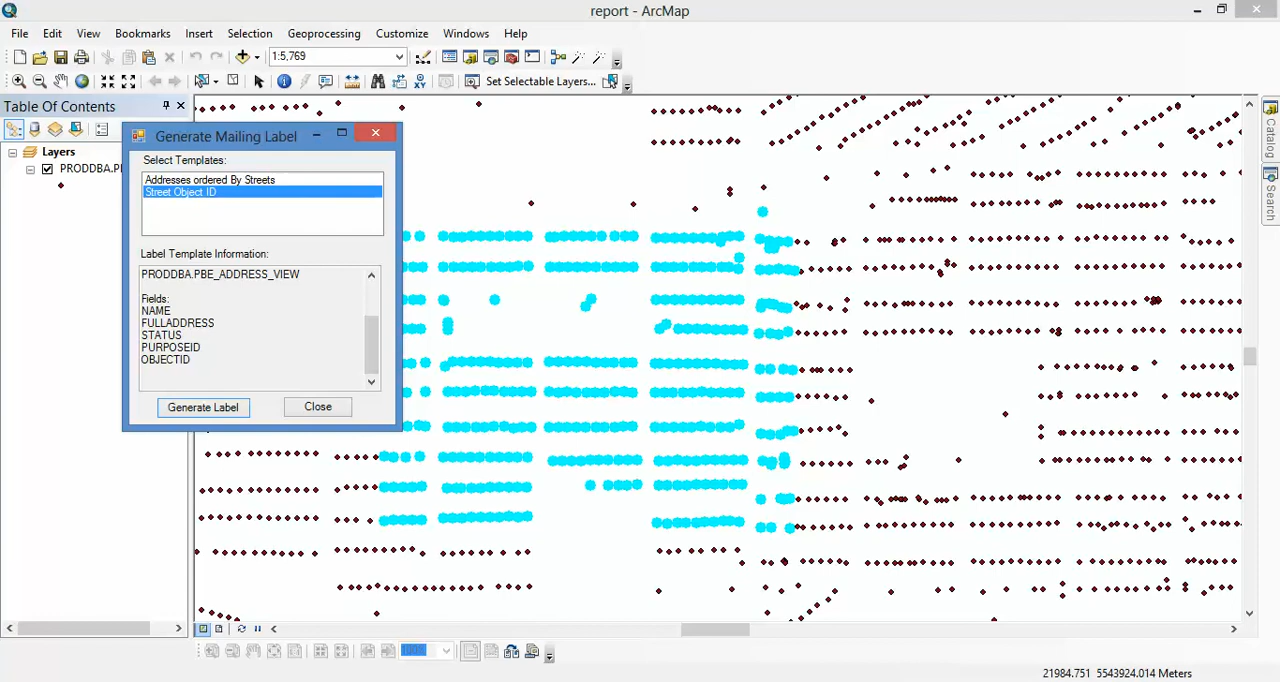 report - ArcMap
File Edit View Bookmarks Insert Selection Geoprocessing Customize Windows Help
1:5,769
Set Selectable Layers...
Table Of Contents
Layers
PRODDBA.P
Generate Mailing Label
Select Templates:
Addresses ordered By Streets
Street Object ID
Label Template Information:
PRODDBA.PBE_ADDRESS_VIEW
Fields:
NAME
FULLADDRESS
STATUS
PURPOSEID
OBJECTID
Generate Label Close
Catalog
Search
100%
21984.751 5543924.014 Meters